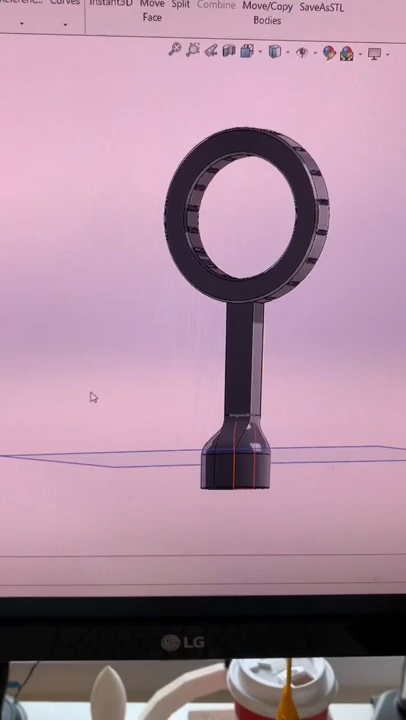 Curves
Instant3D
Move
Face
Split
Combine
Move/Copy
Bodies
SaveAsSTL
LG